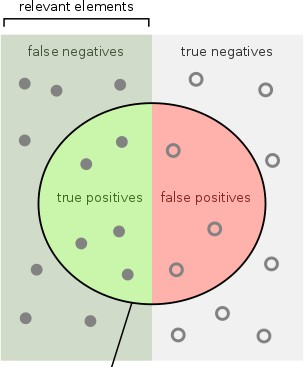 relevant elements
false negatives
true negatives
true positives
false positives